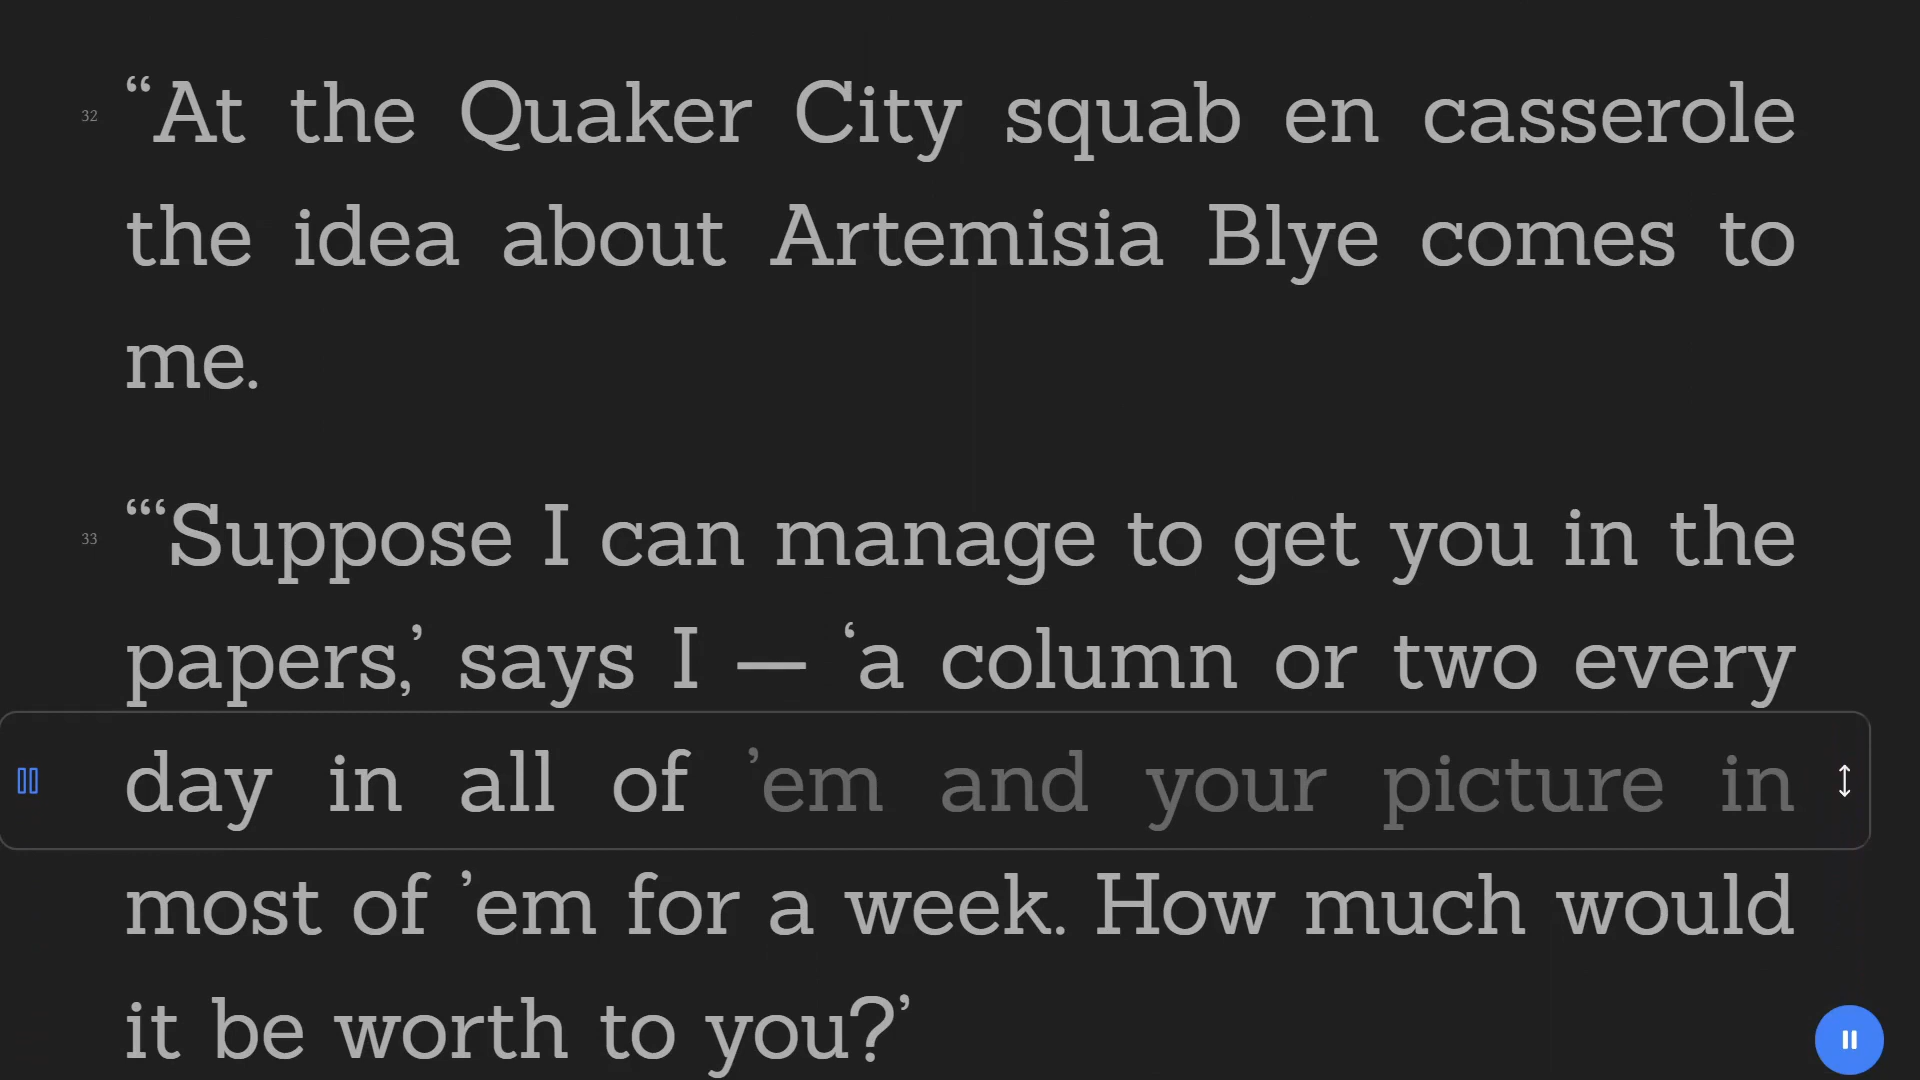 32 “At the Quaker City squab en casserole
the idea about Artemisia Blye comes to
me.
33 “‘Suppose I can manage to get you in the
papers,’ says I — ‘a column or two every
day in all of ’em and your picture in
most of ’em for a week. How much would
it be worth to you?’